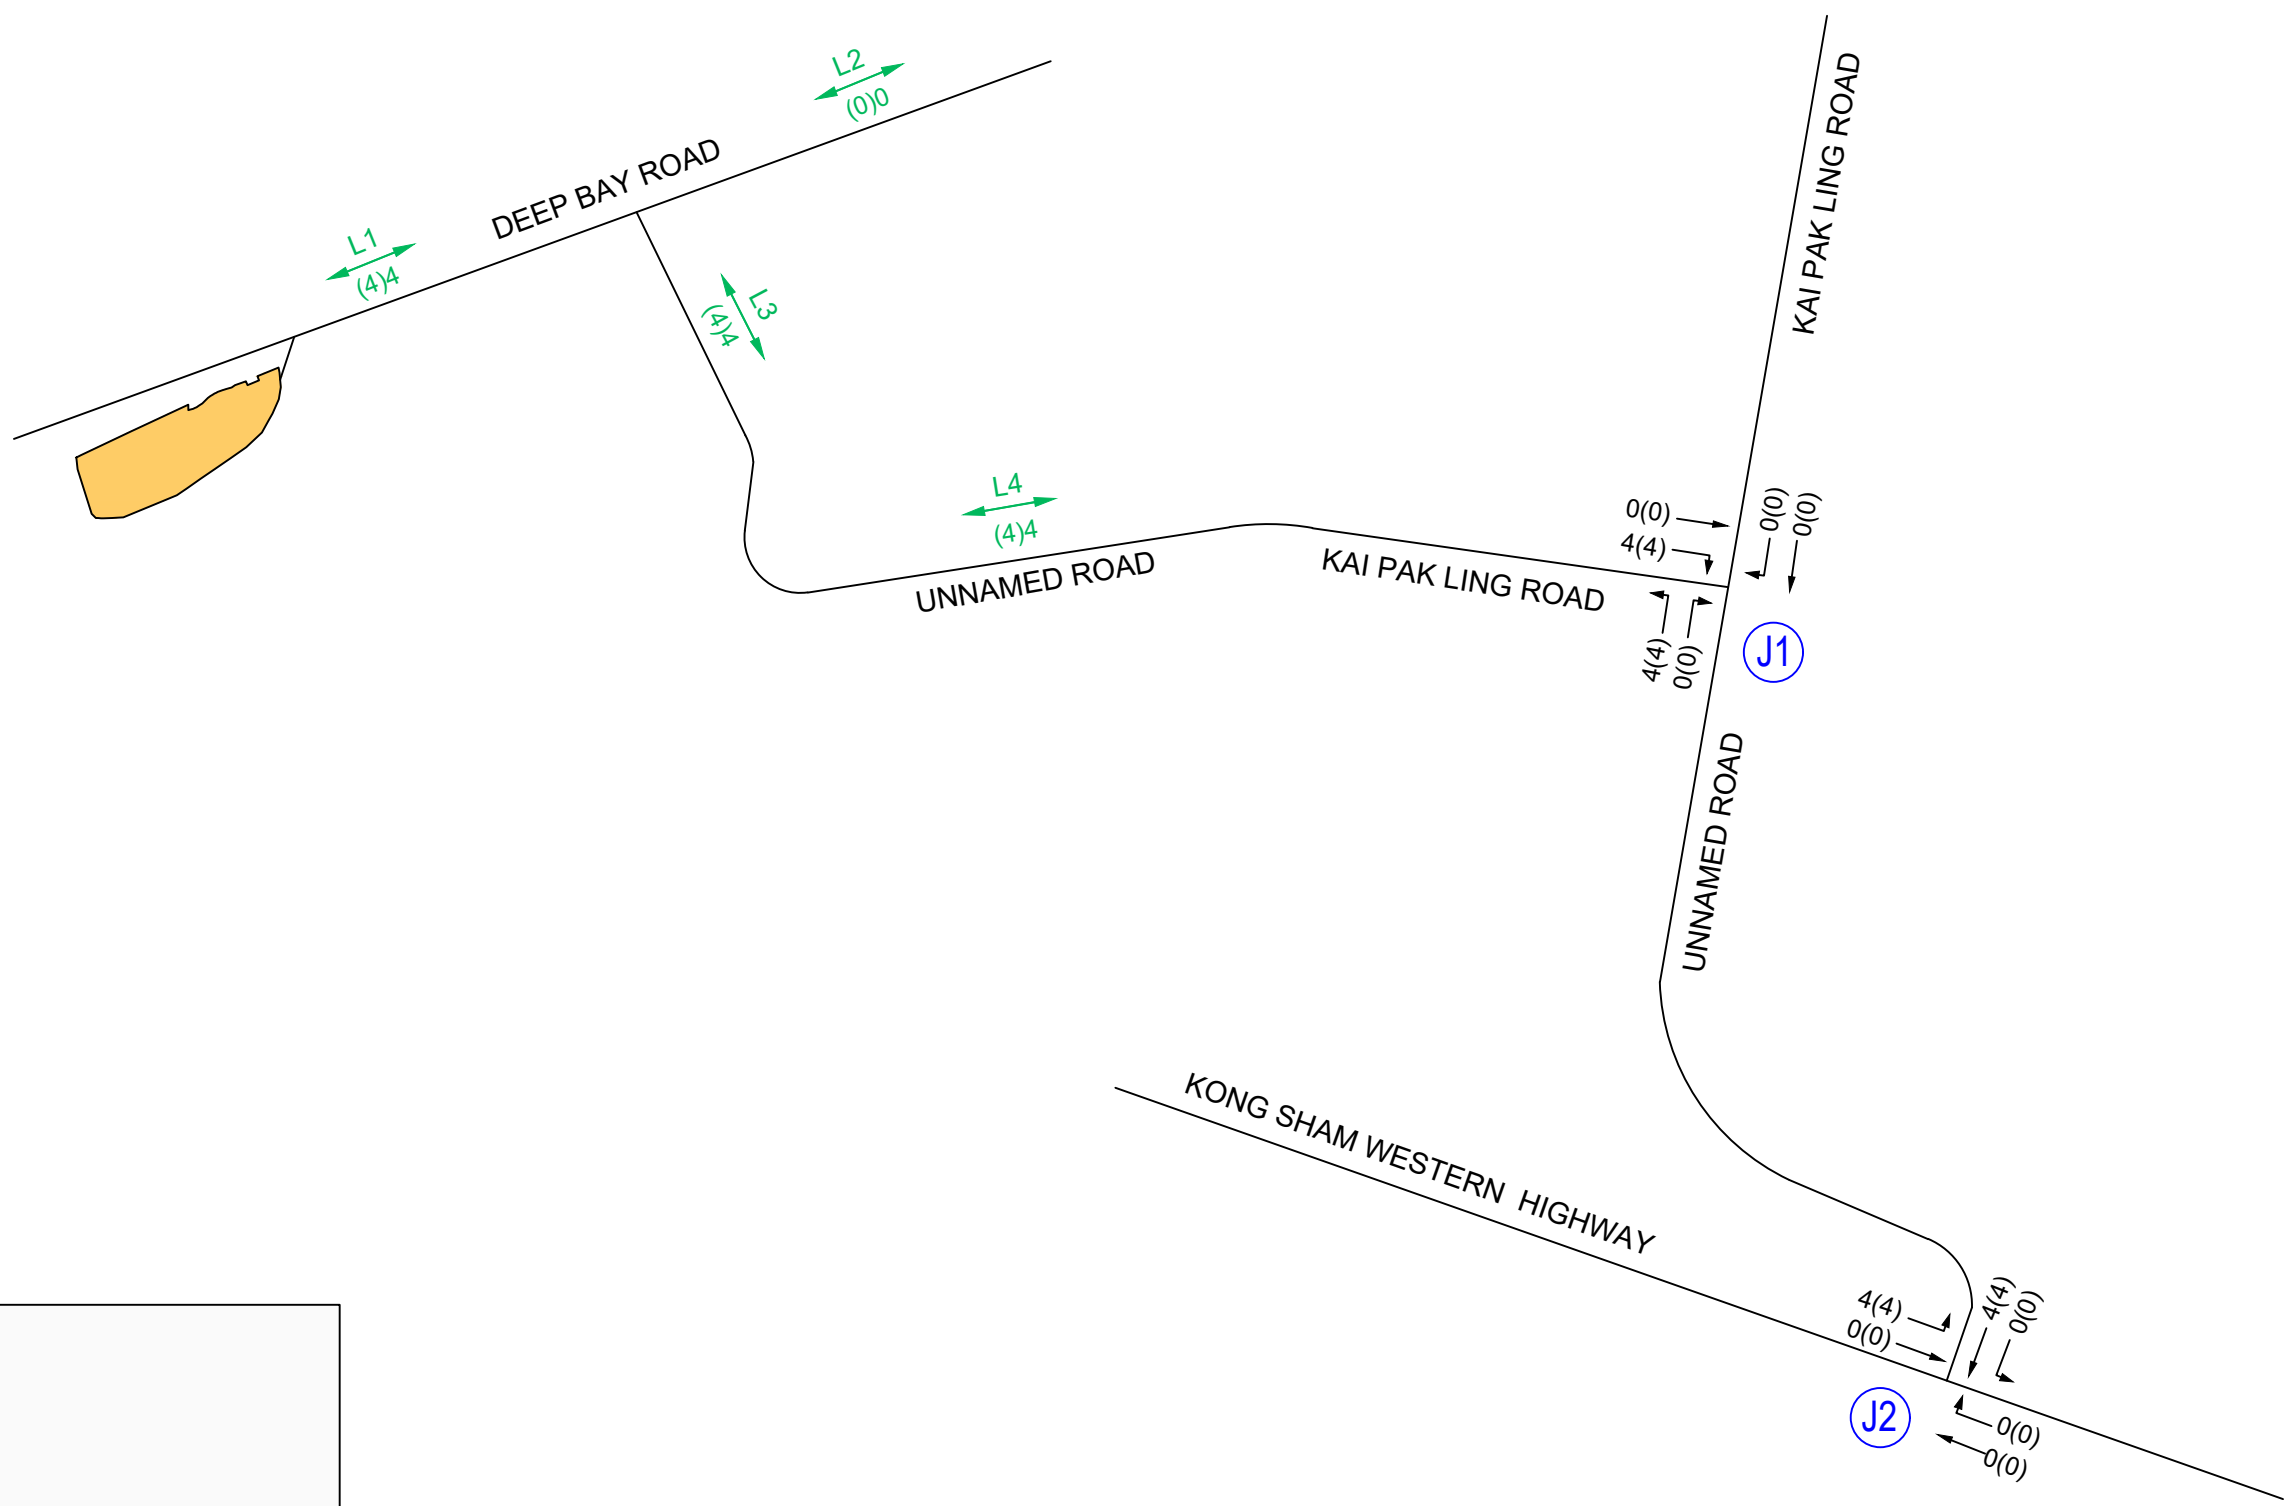 L2
(0)0
KAI PAK LING ROAD
DEEP BAY ROAD
L1
(4)4
L3
(4)4
L4
(4)4
UNNAMED ROAD
KAI PAK LING ROAD
0(0)
4(4)
0(0)
0(0)
4(4)
0(0)
J1
UNNAMED ROAD
KONG SHAM WESTERN HIGHWAY
4(4)
0(0)
4(4)
0(0)
J2
0(0)
0(0)